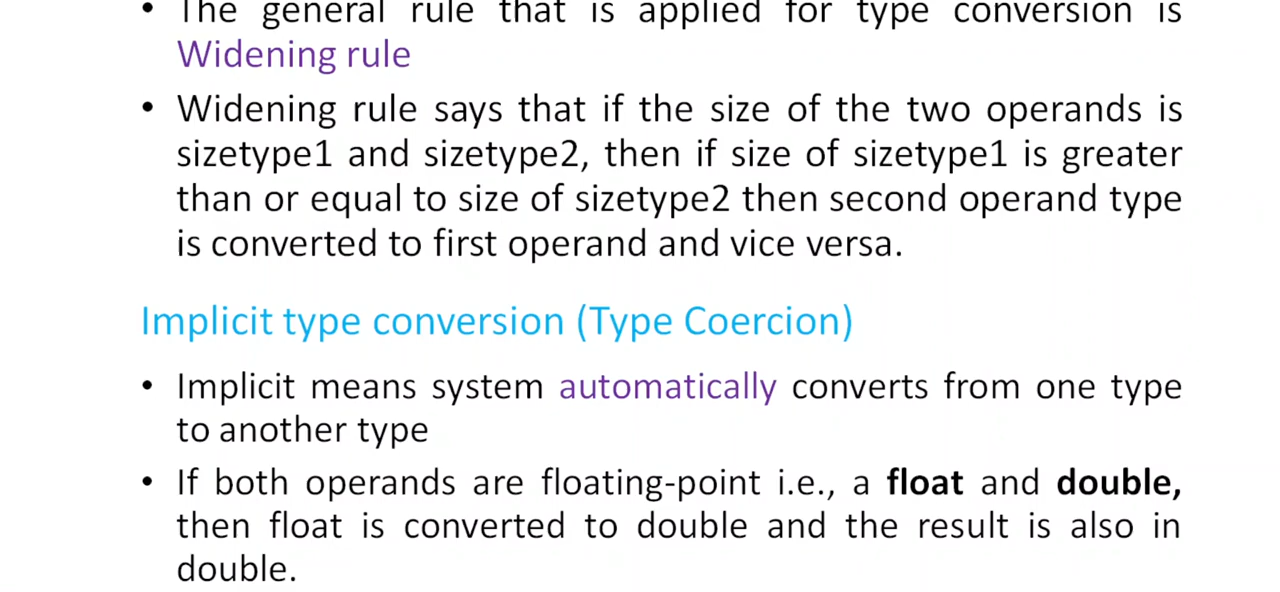 • The general rule that is applied for type conversion is
Widening rule
• Widening rule says that if the size of the two operands is
sizetype1 and sizetype2, then if size of sizetype1 is greater
than or equal to size of sizetype2 then second operand type
is converted to first operand and vice versa.
Implicit type conversion (Type Coercion)
• Implicit means system automatically converts from one type
to another type
• If both operands are floating-point i.e., a float and double,
then float is converted to double and the result is also in
double.